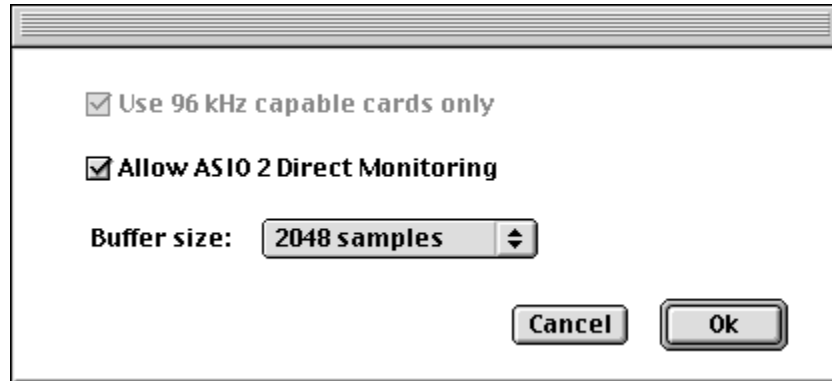 Use 96 kHz capable cards only
Allow ASIO 2 Direct Monitoring
Buffer size: 2048 samples
Cancel Ok